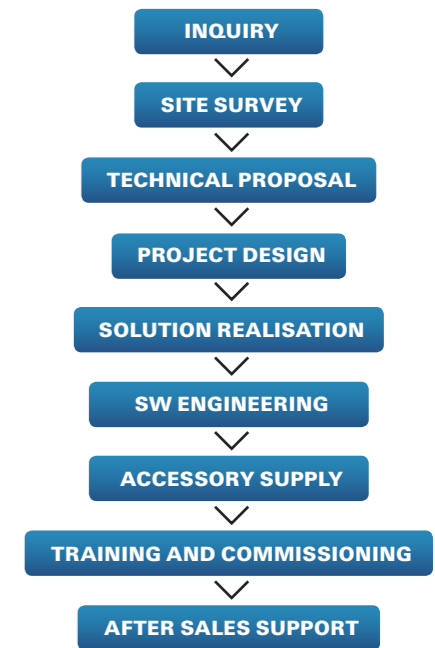 INQUIRY
SITE SURVEY
TECHNICAL PROPOSAL
PROJECT DESIGN
SOLUTION REALISATION
SW ENGINEERING
ACCESSORY SUPPLY
TRAINING AND COMMISSIONING
AFTER SALES SUPPORT